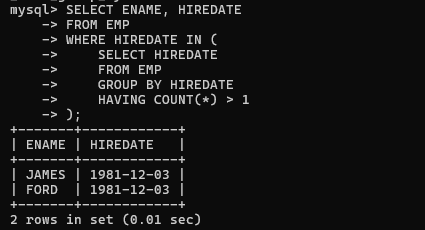 mysql> SELECT ENAME, HIREDATE
    -> FROM EMP
    -> WHERE HIREDATE IN (
    ->     SELECT HIREDATE
    ->     FROM EMP
    ->     GROUP BY HIREDATE
    ->     HAVING COUNT(*) > 1
    -> );
+-------+------------+
| ENAME | HIREDATE   |
+-------+------------+
| JAMES | 1981-12-03 |
| FORD  | 1981-12-03 |
+-------+------------+
2 rows in set (0.01 sec)